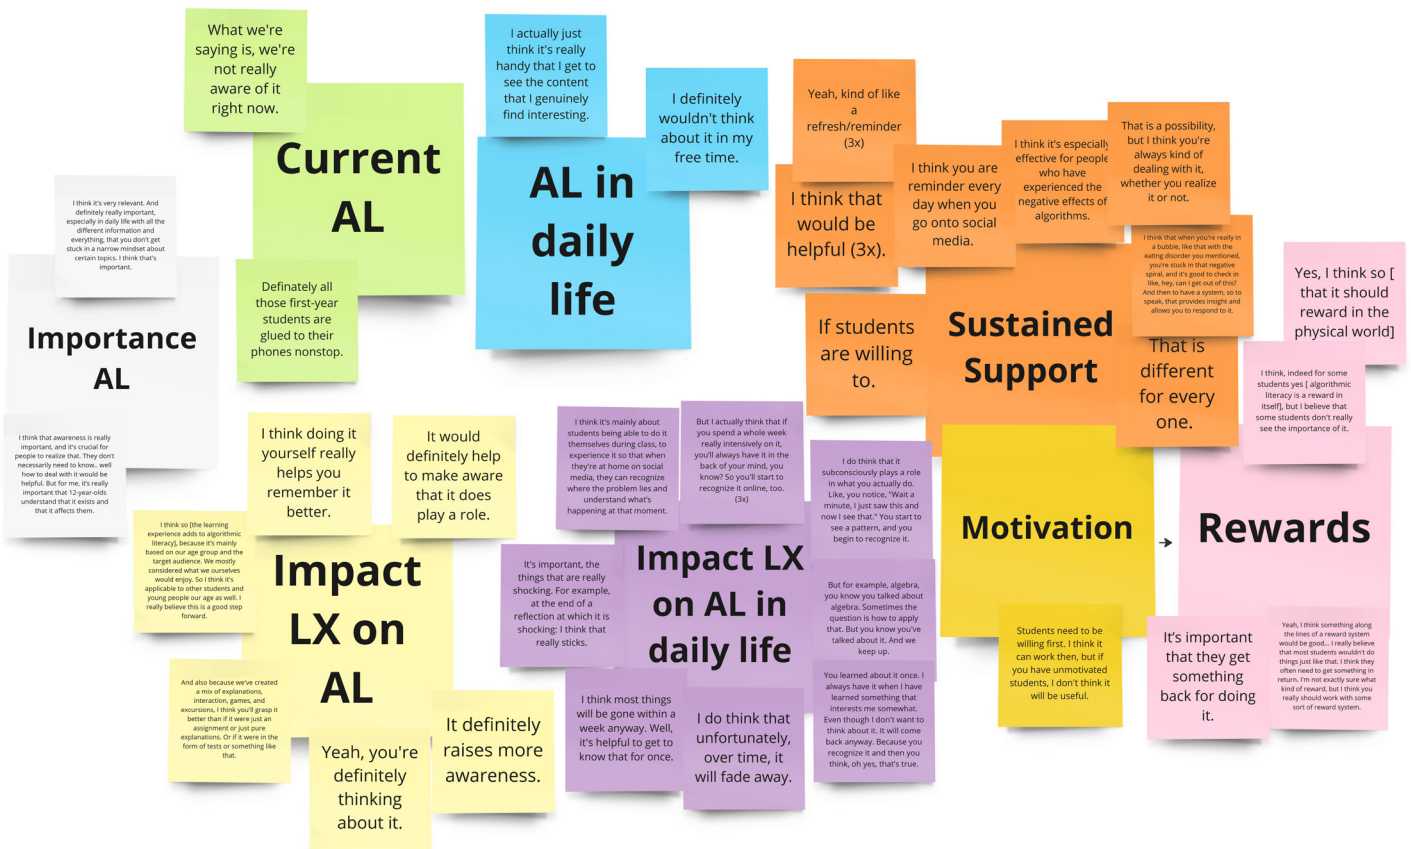 What we're
saying is, we're
not really
aware of it
right now.
Current
AL
Definately all
those first-year
students are
glued to their
phones nonstop.
I think it's very relevant. And
definitely really important,
especially in daily life with all the
different information and
everything, that you don't get
stuck in a narrow mindset about
certain topics. I think that's
important.
Importance
AL
I think that awareness is really
important, and it's crucial for
people to realize that. They don't
necessarily need to know.. well
how to deal with it would be
helpful. But for me, it's really
important that 12-year-olds
understand that it exists and
that it affects them.
I actually just
think it's really
handy that I get to
see the content
that I genuinely
find interesting.
I definitely
wouldn't think
about it in my
free time.
AL in
daily
life
Yeah, kind of like
a
refresh/reminder
(3x)
I think that
would be
helpful (3x).
I think you are
reminder every
day when you
go onto social
media.
I think it's especially
effective for people
who have
experienced the
negative effects of
algorithms.
That is a possibility,
but I think you're
always kind of
dealing with it,
whether you realize
it or not.
I think that when you're really in
a bubble, like that with the
eating disorder you mentioned,
you're stuck in that negative
spiral, and it's good to check in
like, hey, can I get out of this?
And then to have a system, so to
speak, that provides insight and
allows you to respond to it.
If students
are willing
to.
Sustained
Support
That is
different
for every
one.
Yes, I think so [
that it should
reward in the
physical world]
I think, indeed for some
students yes [ algorithmic
literacy is a reward in
itself], but I believe that
some students don't really
see the importance of it.
Rewards
It's important
that they get
something
back for doing
it.
Yeah, I think something along
the lines of a reward system
would be good... I really believe
that most students wouldn't do
things just like that. I think they
often need to get something in
return. I'm not exactly sure what
kind of reward, but I think you
really should work with some
sort of reward system.
Motivation
Students need to be
willing first. I think it
can work then, but if
you have unmotivated
students, I don't think it
will be useful.
I think doing it
yourself really
helps you
remember it
better.
It would
definitely help
to make aware
that it does
play a role.
I think so [the learning
experience adds to algorithmic
literacy], because it's mainly
based on our age group and the
target audience. We mostly
considered what we ourselves
would enjoy. So I think it's
applicable to other students and
young people our age as well. I
really believe this is a good step
forward.
Impact
LX on
AL
And also because we've created
a mix of explanations,
interaction, games, and
excursions, I think you'll grasp it
better than if it were just an
assignment or just pure
explanations. Or if it were in the
form of tests or something like
that.
Yeah, you're
definitely
thinking
about it.
It definitely
raises more
awareness.
I think it's mainly about
students being able to do it
themselves during class, to
experience it so that when
they're at home on social
media, they can recognize
where the problem lies and
understand what's
happening at that moment.
But I actually think that if
you spend a whole week
really intensively on it,
you'll always have it in the
back of your mind, you
know? So you'll start to
recognize it online, too.
(3x)
I do think that it
subconsciously plays a role
in what you actually do.
Like, you notice, "Wait a
minute, I just saw this and
now I see that." You start to
see a pattern, and you
begin to recognize it.
It's important, the
things that are really
shocking. For example,
at the end of a
reflection at which it is
shocking: I think that
really sticks.
Impact LX
on AL in
daily life
But for example, algebra,
you know you talked about
algebra. Sometimes the
question is how to apply
that. But you know you've
talked about it. And we
keep up.
I think most things
will be gone within a
week anyway. Well,
it's helpful to get to
know that for once.
I do think that
unfortunately,
over time, it
will fade away.
You learned about it once. I
always have it when I have
learned something that
interests me somewhat.
Even though I don't want to
think about it. It will come
back anyway. Because you
recognize it and then you
think, oh yes, that's true.